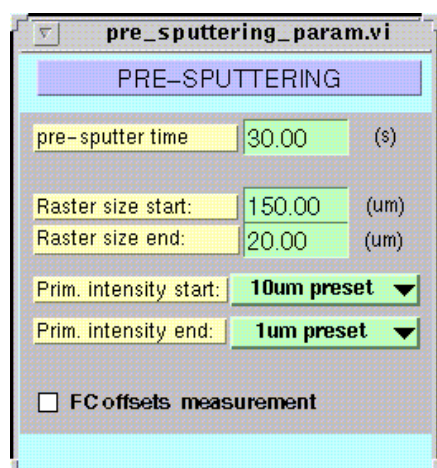 pre_sputtering_param.vi
PRE-SPUTTERING
pre-sputter time 30.00 (s)
Raster size start: 150.00 (um)
Raster size end: 20.00 (um)
Prim. intensity start: 10um preset
Prim. intensity end: 1um preset
FC offsets measurement